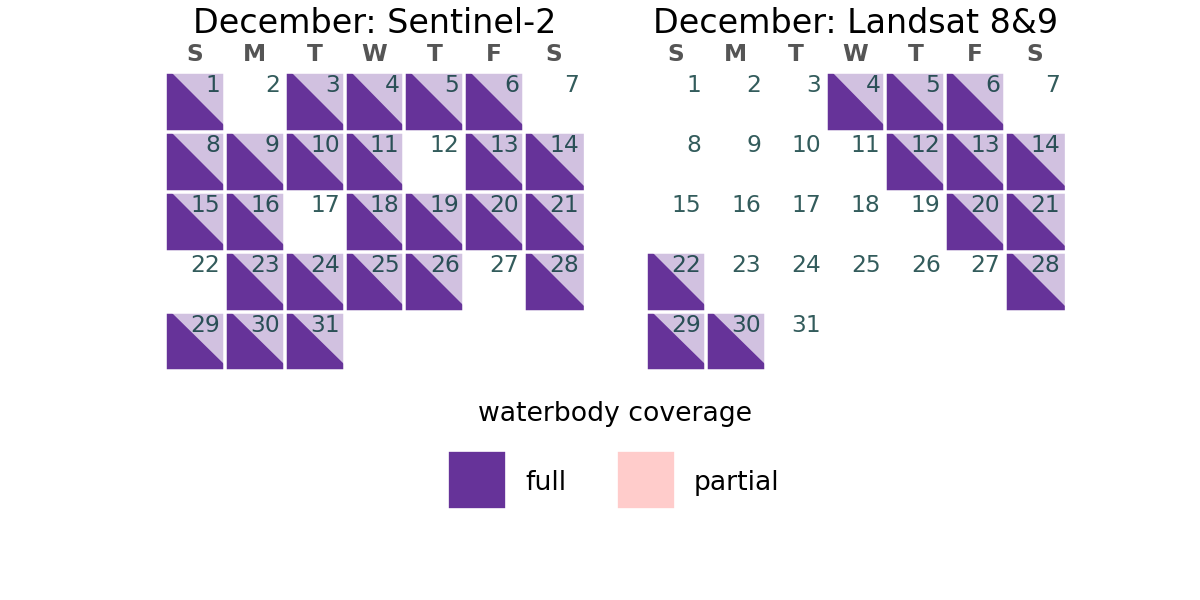 December: Sentinel-2
S M T W T F S
1 2 3 4 5 6 7
8 9 10 11 12 13 14
15 16 17 18 19 20 21
22 23 24 25 26 27 28
29 30 31
December: Landsat 8&9
S M T W T F S
1 2 3 4 5 6 7
8 9 10 11 12 13 14
15 16 17 18 19 20 21
22 23 24 25 26 27 28
29 30 31
waterbody coverage
full partial